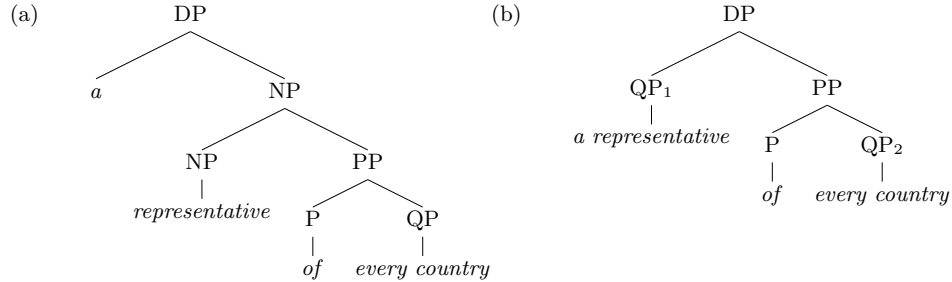 (a)
DP
a
NP
NP
PP
representative
P
QP
of
every country
(b)
DP
QP₁
PP
a representative
P
QP₂
of
every country